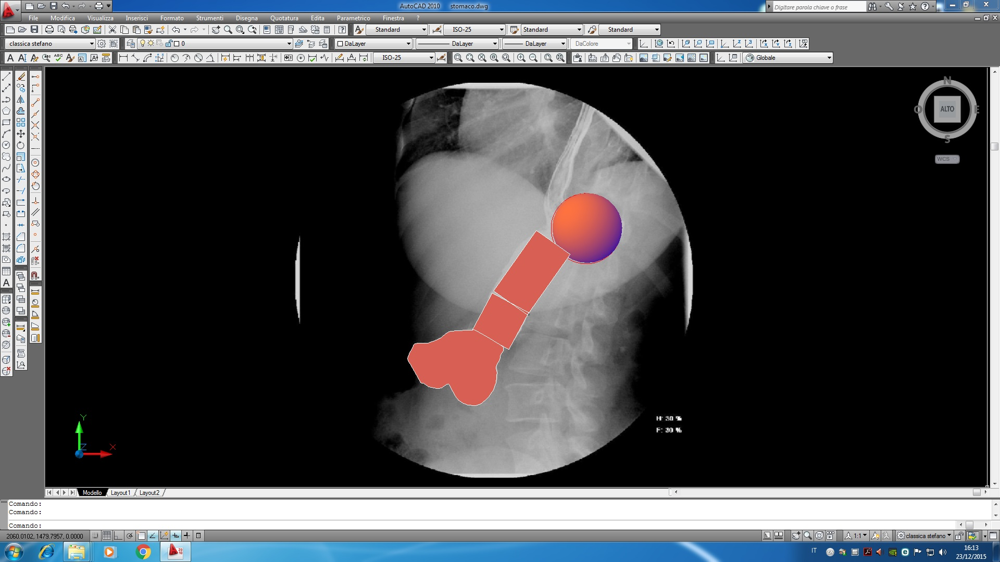 AutoCAD 2010 stomaco.dwg
Digitare parola chiave o frase
File Modifica Visualizza Inserisci Formato Strumenti Disegna Quotatura Edita Parametrico Finestra ?
Standard ISO-25 Standard Standard
classica stefano 0 DaLayer DaLayer DaLayer DaColore
ISO-25 Globale
N
O ALTO E
S
WCS
H: 30 %
F: 30 %
Y
Z X
Modello Layout1 Layout2
Comando:
Comando:
Comando:
2060.0102, 1479.7957, 0.0000 1:1 classica stefano
IT 16:13
23/12/2015